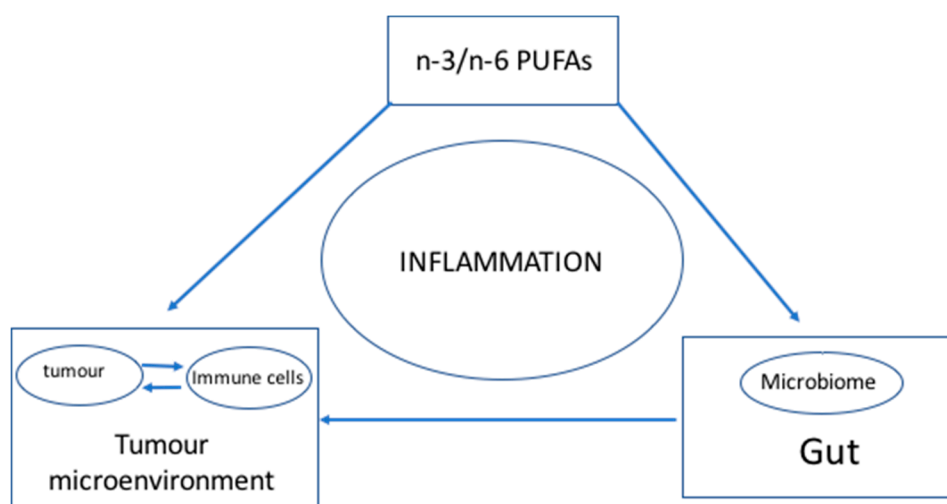 n-3/n-6 PUFAs
INFLAMMATION
tumour
Immune cells
Tumour
microenvironment
Microbiome
Gut